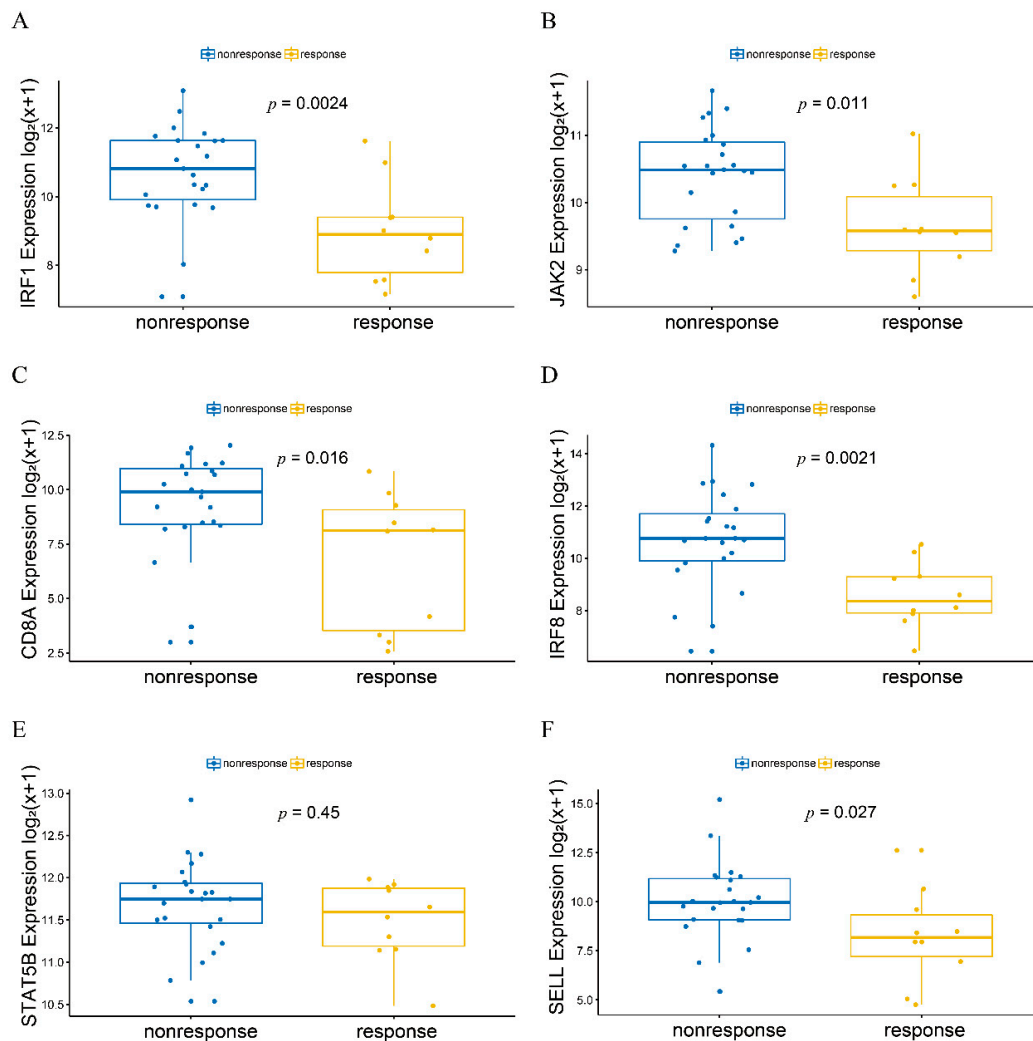 A
nonresponse response
IRF1 Expression log₂(x+1)
p = 0.0024
12
10
8
nonresponse response
B
nonresponse response
JAK2 Expression log₂(x+1)
p = 0.011
11
10
9
nonresponse response
C
nonresponse response
CD8A Expression log₂(x+1)
p = 0.016
12.5
10.0
7.5
5.0
2.5
nonresponse response
D
nonresponse response
IRF8 Expression log₂(x+1)
p = 0.0021
14
12
10
8
nonresponse response
E
nonresponse response
STAT5B Expression log₂(x+1)
p = 0.45
13.0
12.5
12.0
11.5
11.0
10.5
nonresponse response
F
nonresponse response
SELL Expression log₂(x+1)
p = 0.027
15.0
12.5
10.0
7.5
5.0
nonresponse response